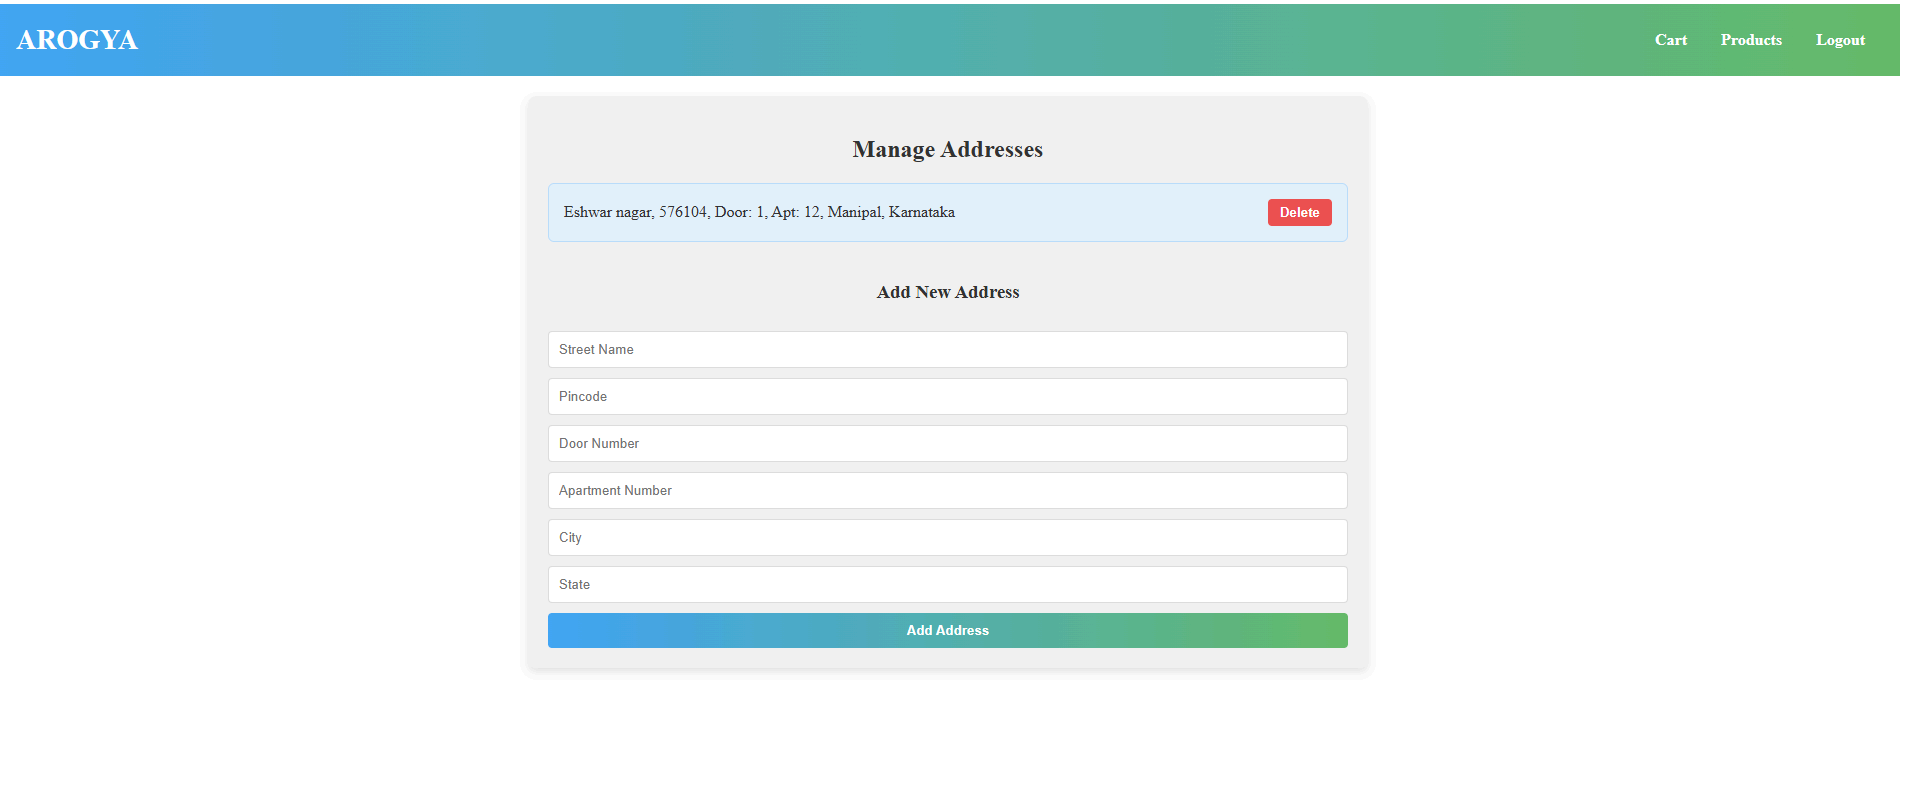 AROGYA
Cart Products Logout
Manage Addresses
Eshwar nagar, 576104, Door: 1, Apt: 12, Manipal, Karnataka
Delete
Add New Address
Street Name
Pincode
Door Number
Apartment Number
City
State
Add Address